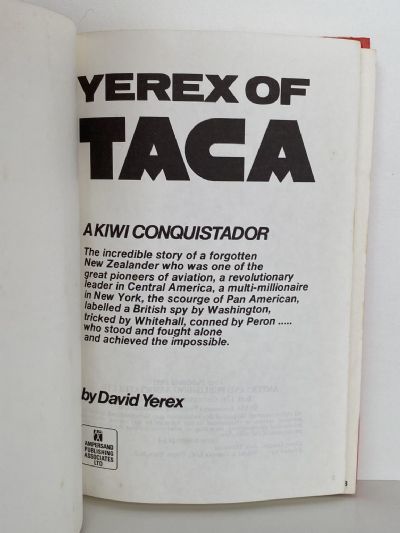 YEREX OF
TACA
A KIWI CONQUISTADOR
The incredible story of a forgotten
New Zealander who was one of the
great pioneers of aviation, a revolutionary
leader in Central America, a multi-millionaire
in New York, the scourge of Pan American,
labelled a British spy by Washington,
tricked by Whitehall, conned by Peron .....
who stood and fought alone
and achieved the impossible.
by David Yerex
AMPERSAND
PUBLISHING
ASSOCIATES
LTD